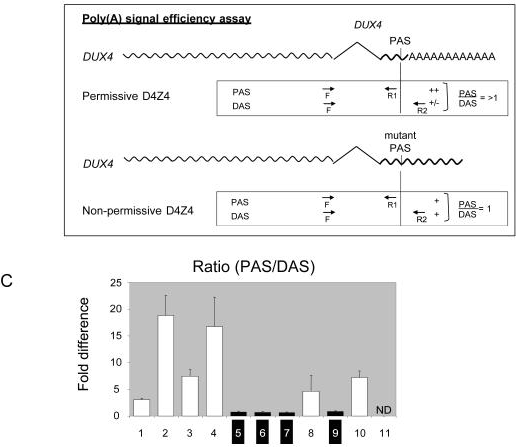 Poly(A) signal efficiency assay
DUX4
PAS
DUX4 AAAAAAAAAAAA
Permissive D4Z4
PAS F R1 ++
DAS F R2 +/-
PAS/DAS = >1
mutant
PAS
DUX4
Non-permissive D4Z4
PAS F R1 +
DAS F R2 +
PAS/DAS = 1
C
Ratio (PAS/DAS)
Fold difference
25
20
15
10
5
0
ND
1 2 3 4 5 6 7 8 9 10 11